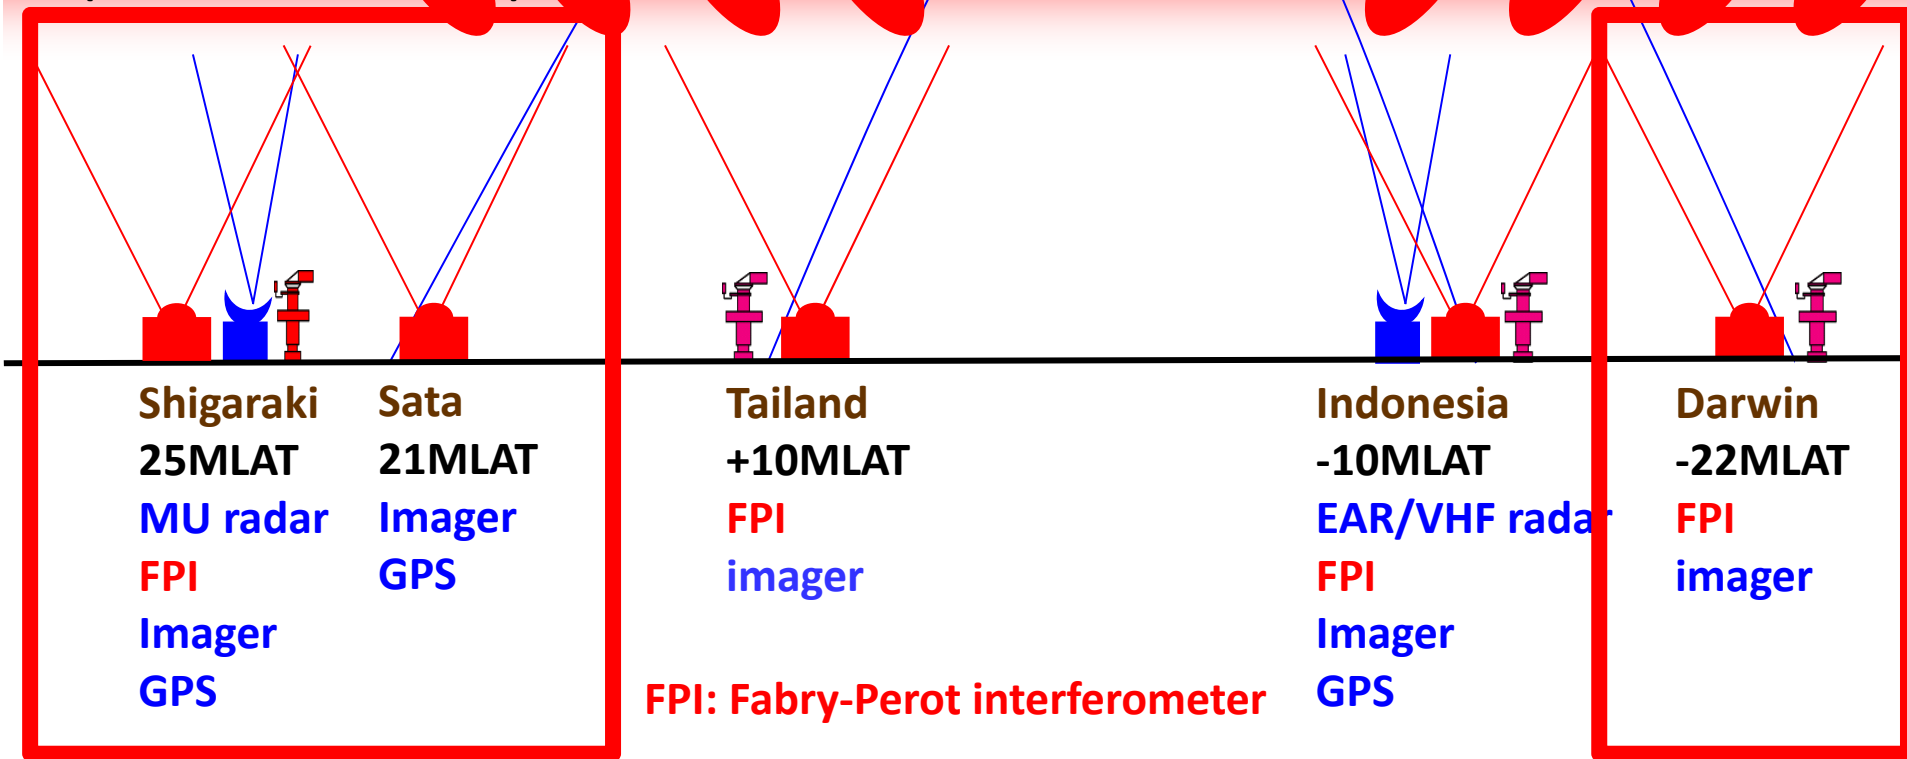 Shigaraki
25MLAT
MU radar
FPI
Imager
GPS
Sata
21MLAT
Imager
GPS
Tailand
+10MLAT
FPI
imager
Indonesia
-10MLAT
EAR/VHF radar
FPI
Imager
GPS
Darwin
-22MLAT
FPI
imager
FPI: Fabry-Perot interferometer